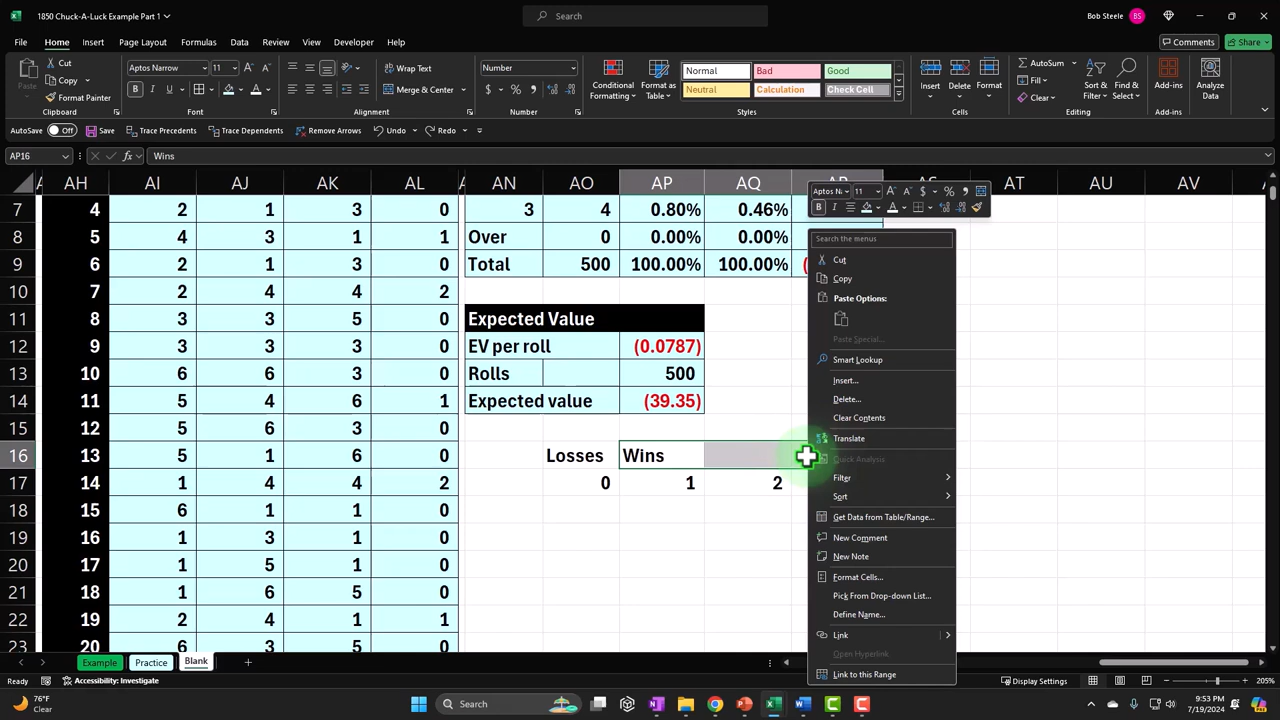 1850 Chuck-A-Luck Example Part 1
Search
Bob Steele BS
File Home Insert Page Layout Formulas Data Review View Developer Help
Comments Share
Paste Cut Format Painter Clipboard
Aptos Narrow 11 Font
Wrap Text Merge & Center Alignment
Number Number
Conditional Formatting Format as Table
Normal Bad Good
Neutral Calculation Check Cell
Styles
Insert Delete Format Cells
AutoSum Fill Clear Sort & Filter Find & Select Editing
Add-ins Add-ins
Analyze Data
AutoSave Off Save Trace Precedents Trace Dependents Remove Arrows Undo Redo
AP16 fx Wins
AH AI AJ AK AL AN AO AP AQ AR AS AT AU AV
7 4 2 1 3 0 3 4 0.80% 0.46%
8 5 4 3 1 1 Over 0 0.00% 0.00%
9 6 2 1 3 0 Total 500 100.00% 100.00% (
10 7 2 4 4 2
11 8 3 3 5 0 Expected Value
12 9 3 3 3 0 EV per roll (0.0787)
13 10 6 6 3 0 Rolls 500
14 11 5 4 6 1 Expected value (39.35)
15 12 5 6 3 0
16 13 5 1 6 0 Losses Wins
17 14 1 4 4 2 0 1 2
18 15 6 1 1 0
19 16 1 3 1 0
20 17 1 5 1 0
21 18 1 6 5 0
22 19 2 4 1 1
23 20 6 3 5 0
Aptos Na 11
Search the menus
Cut
Copy
Paste Options:
Paste Special...
Smart Lookup
Insert...
Delete...
Clear Contents
Translate
Quick Analysis
Filter
Sort
Get Data from Table/Range...
New Comment
New Note
Format Cells...
Pick From Drop-down List...
Define Name...
Link
Open Hyperlink
Link to this Range
Example Practice Blank
Ready Accessibility: Investigate Display Settings 205%
76°F
Clear
Search
9:53 PM
7/19/2024